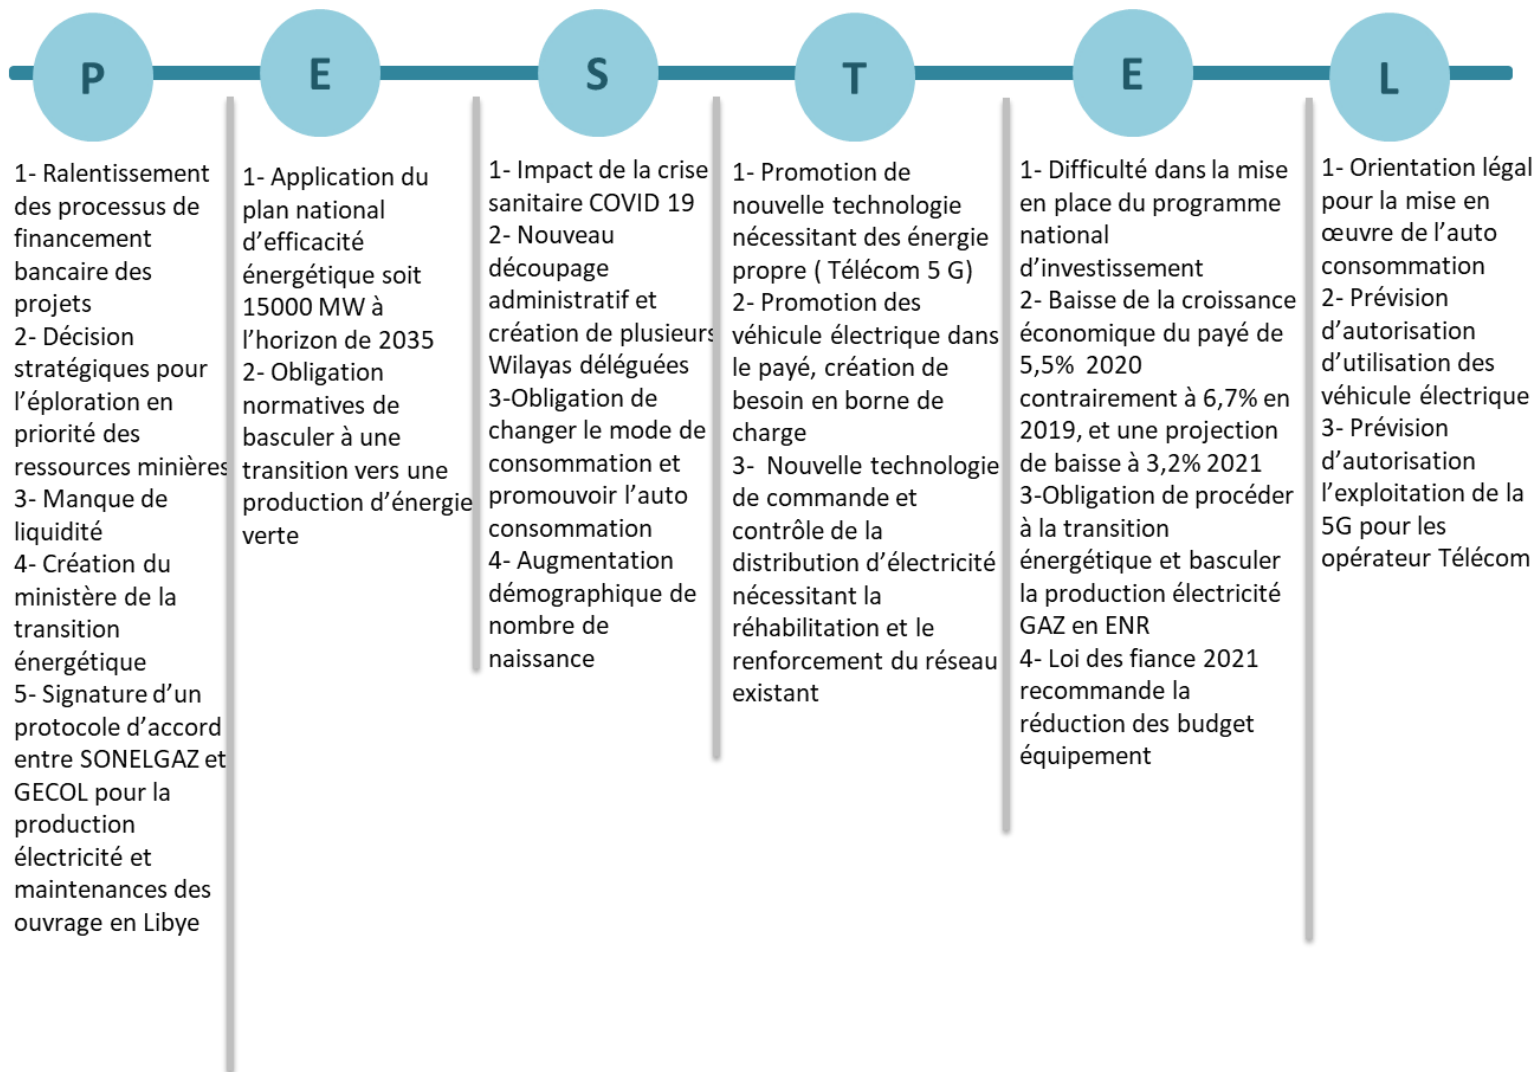 P
E
S
T
E
L
1- Ralentissement
des processus de
financement
bancaire des
projets
2- Décision
stratégiques pour
l’éploration en
priorité des
ressources minières
3- Manque de
liquidité
4- Création du
ministère de la
transition
énergétique
5- Signature d’un
protocole d’accord
entre SONELGAZ et
GECOL pour la
production
électricité et
maintenances des
ouvrage en Libye
1- Application du
plan national
d’efficacité
énergétique soit
15000 MW à
l’horizon de 2035
2- Obligation
normatives de
basculer à une
transition vers une
production d’énergie
verte
1- Impact de la crise
sanitaire COVID 19
2- Nouveau
découpage
administratif et
création de plusieurs
Wilayas déléguées
3-Obligation de
changer le mode de
consommation et
promouvoir l’auto
consommation
4- Augmentation
démographique de
nombre de
naissance
1- Promotion de
nouvelle technologie
nécessitant des énergie
propre ( Télécom 5 G)
2- Promotion des
véhicule électrique dans
le payé, création de
besoin en borne de
charge
3- Nouvelle technologie
de commande et
contrôle de la
distribution d’électricité
nécessitant la
réhabilitation et le
renforcement du réseau
existant
1- Difficulté dans la mise
en place du programme
national
d’investissement
2- Baisse de la croissance
économique du payé de
5,5% 2020
contrairement à 6,7% en
2019, et une projection
de baisse à 3,2% 2021
3-Obligation de procéder
à la transition
énergétique et basculer
la production électricité
GAZ en ENR
4- Loi des fiance 2021
recommande la
réduction des budget
équipement
1- Orientation légal
pour la mise en
œuvre de l’auto
consommation
2- Prévision
d’autorisation
d’utilisation des
véhicule électrique
3- Prévision
d’autorisation
l’exploitation de la
5G pour les
opérateur Télécom